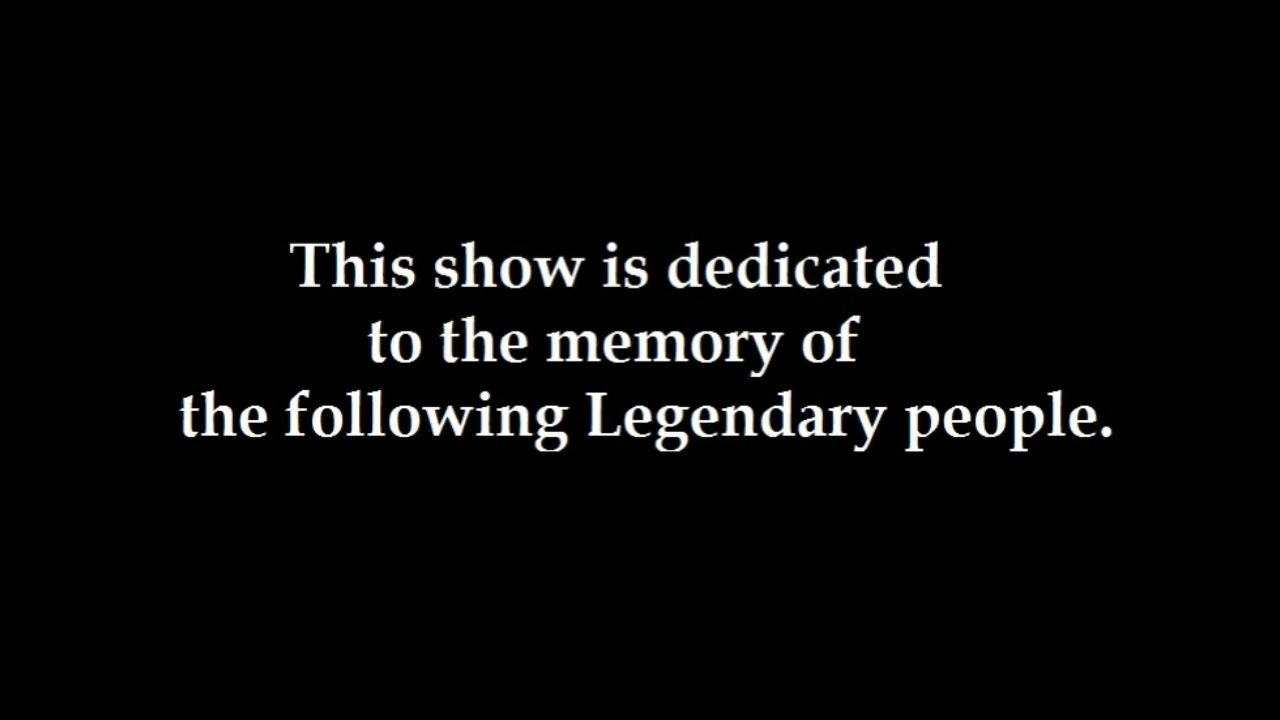 This show is dedicated
to the memory of
the following Legendary people.